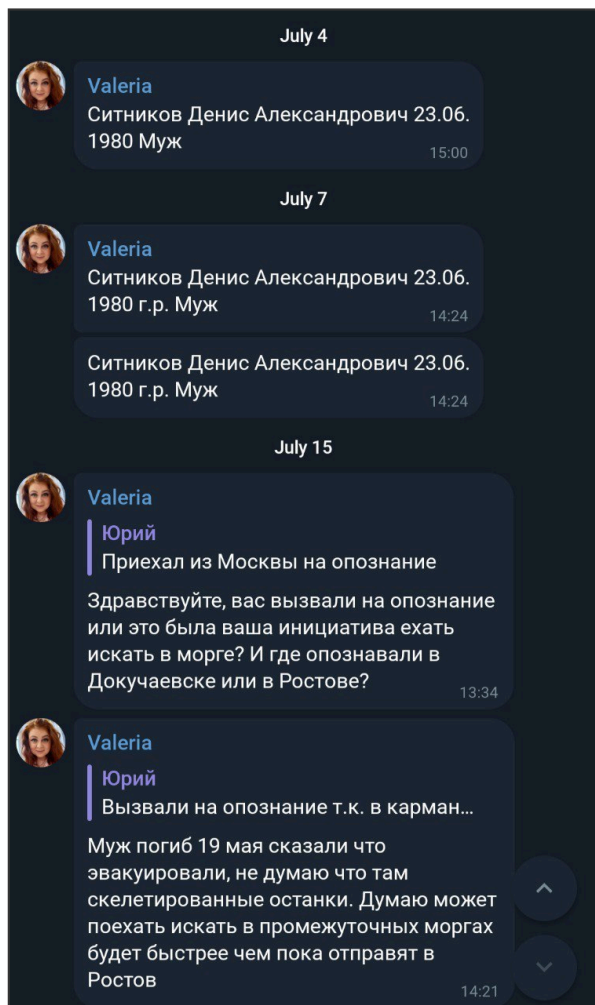 July 4
Valeria
Ситников Денис Александрович 23.06.
1980 Муж
15:00
July 7
Valeria
Ситников Денис Александрович 23.06.
1980 г.р. Муж
14:24
Ситников Денис Александрович 23.06.
1980 г.р. Муж
14:24
July 15
Valeria
Юрий
Приехал из Москвы на опознание
Здравствуйте, вас вызвали на опознание
или это была ваша инициатива ехать
искать в морге? И где опознавали в
Докучаевске или в Ростове?
13:34
Valeria
Юрий
Вызвали на опознание т.к. в карман...
Муж погиб 19 мая сказали что
эвакуировали, не думаю что там
скелетированные останки. Думаю может
поехать искать в промежуточных моргах
будет быстрее чем пока отправят в
Ростов
14:21